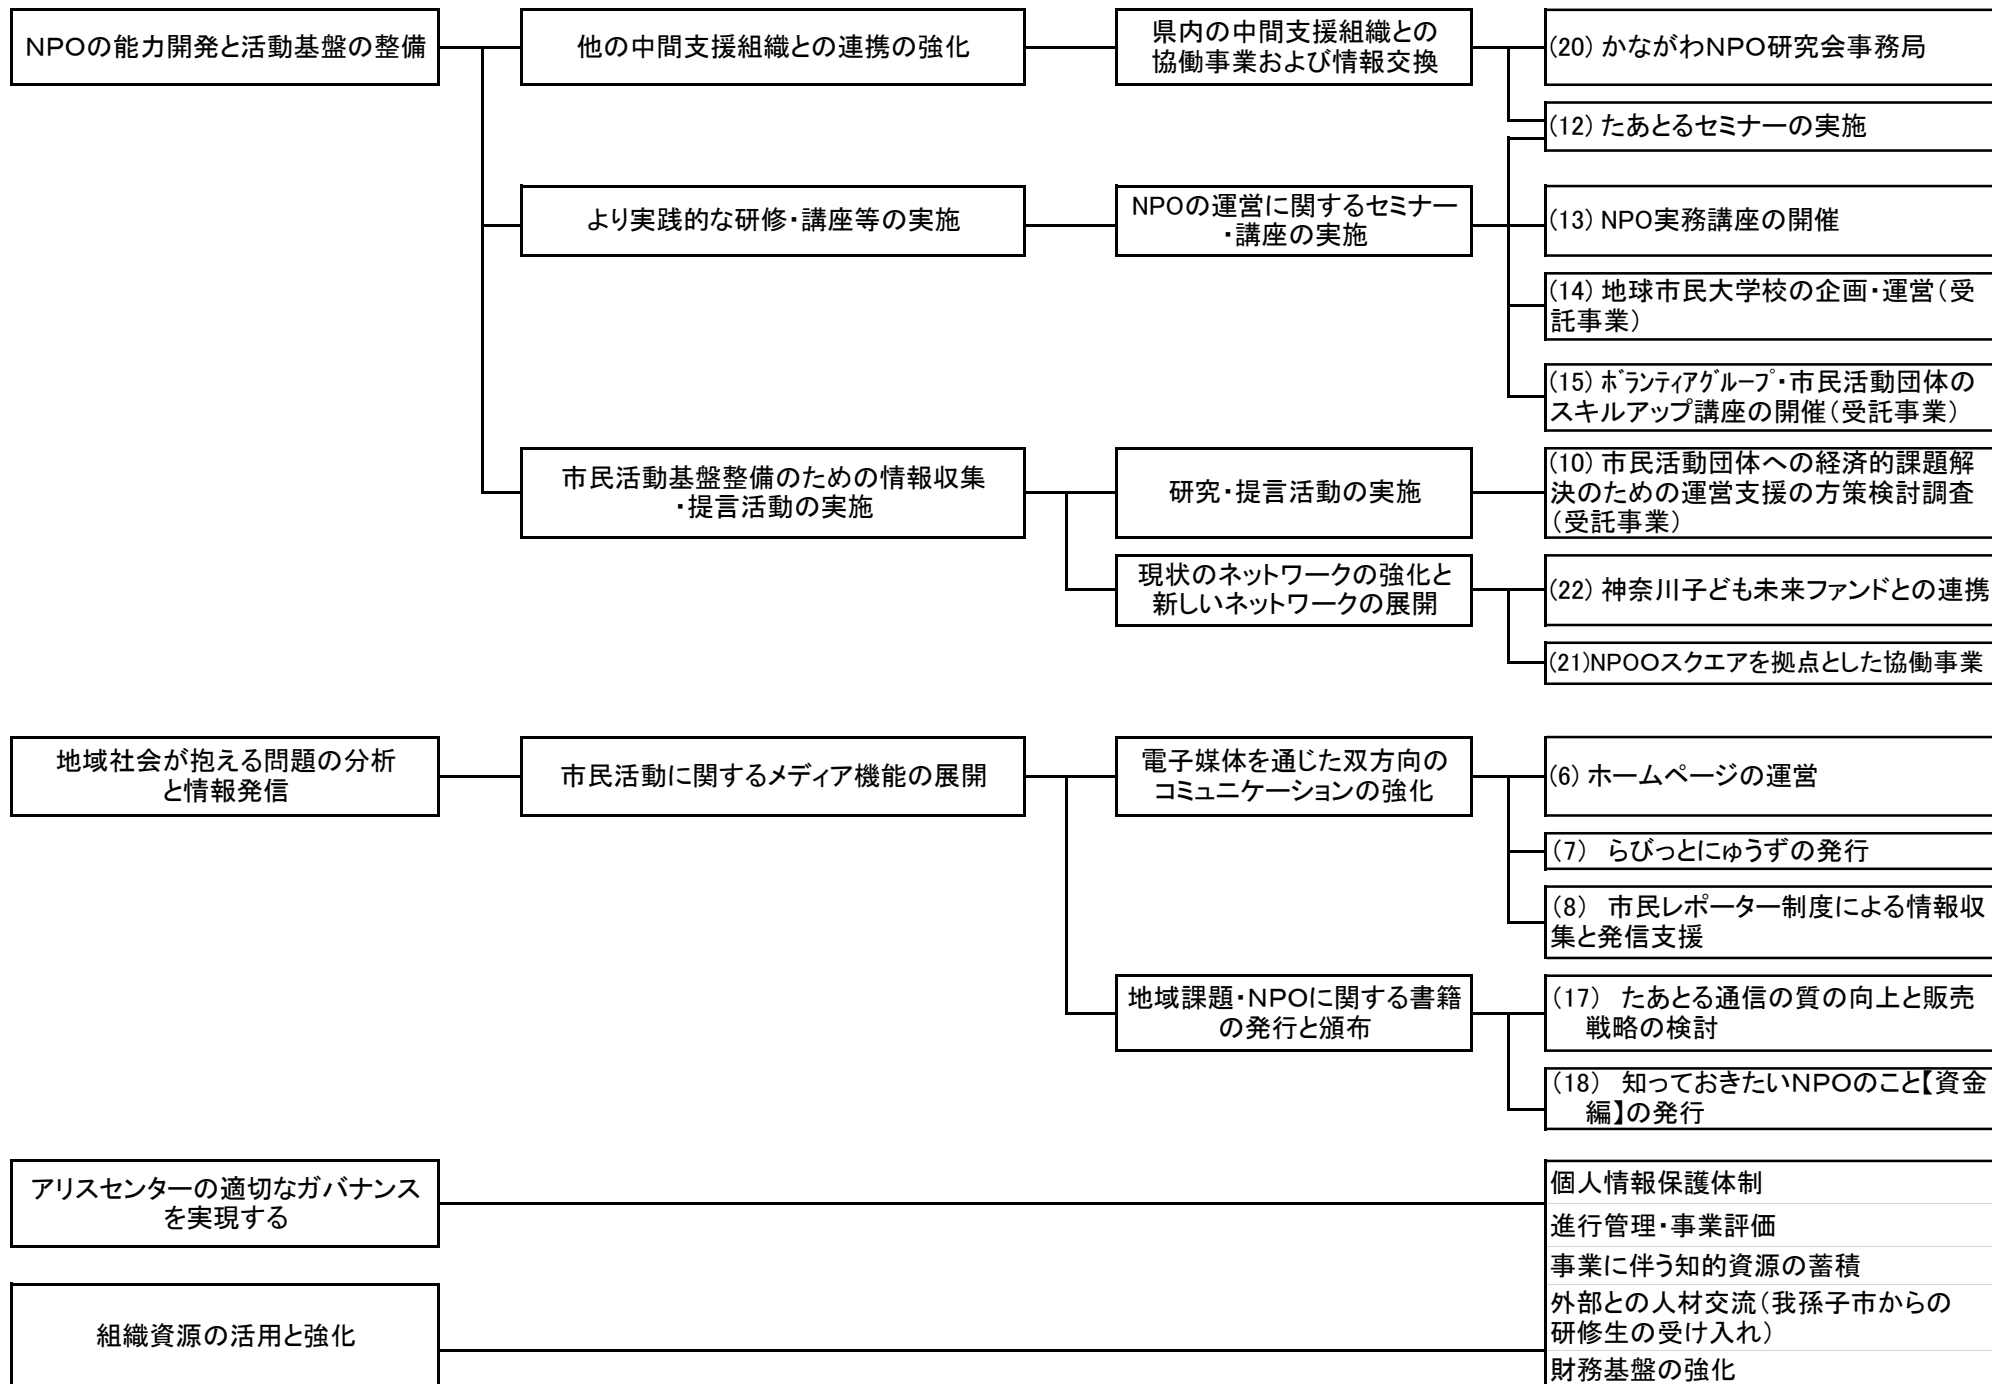 NPOの能力開発と活動基盤の整備
他の中間支援組織との連携の強化
県内の中間支援組織との
協働事業および情報交換
(20) かながわNPO研究会事務局
(12) たあとるセミナーの実施
より実践的な研修・講座等の実施
NPOの運営に関するセミナー
・講座の実施
(13) NPO実務講座の開催
(14) 地球市民大学校の企画・運営(受
託事業)
(15) ﾎﾞランティアグﾙｰﾌﾟ・市民活動団体の
スキルアップ講座の開催(受託事業)
市民活動基盤整備のための情報収集
・提言活動の実施
研究・提言活動の実施
(10) 市民活動団体への経済的課題解
決のための運営支援の方策検討調査
(受託事業)
現状のネットワークの強化と
新しいネットワークの展開
(22) 神奈川子ども未来ファンドとの連携
(21)NPOOスクエアを拠点とした協働事業
地域社会が抱える問題の分析
と情報発信
市民活動に関するメディア機能の展開
電子媒体を通じた双方向の
コミュニケーションの強化
(6) ホームページの運営
(7) らびっとにゅうずの発行
(8) 市民レポーター制度による情報収
集と発信支援
地域課題・NPOに関する書籍
の発行と頒布
(17) たあとる通信の質の向上と販売
戦略の検討
(18) 知っておきたいNPOのこと【資金
編】の発行
アリスセンターの適切なガバナンス
を実現する
個人情報保護体制
進行管理・事業評価
事業に伴う知的資源の蓄積
組織資源の活用と強化
外部との人材交流(我孫子市からの
研修生の受け入れ)
財務基盤の強化